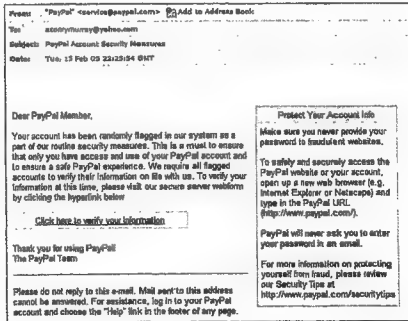 From: "PayPal" <service@paypal.com> Add to Address Book
To:
Subject: PayPal Account Security Measures
Date: Tue, 15 Feb 22:25:54 GMT
Dear PayPal Member,
Your account has been randomly flagged in our system as a
part of our routine security measures. This is a must to ensure
that only you have access and use of your PayPal account and
to ensure a safe PayPal experience. We require all flagged
accounts to verify their information on file with us. To verify your
information at this time, please visit our secure server webform
by clicking the hyperlink below
Click here to verify your information
Thank you for using PayPal!
The PayPal Team
Please do not reply to this e-mail. Mail sent to this address
cannot be answered. For assistance, log in to your PayPal
account and choose the "Help" link in the footer of any page.
Protect Your Account Info
Make sure you never provide your
password to fraudulent websites.
To safely and securely access the
PayPal website or your account,
open up a new web browser (e.g.
Internet Explorer or Netscape) and
type in the PayPal URL
(http://www.paypal.com/).
PayPal will never ask you to enter
your password in an email.
For more information on protecting
yourself from fraud, please review
our Security Tips at
http://www.paypal.com/securitytips